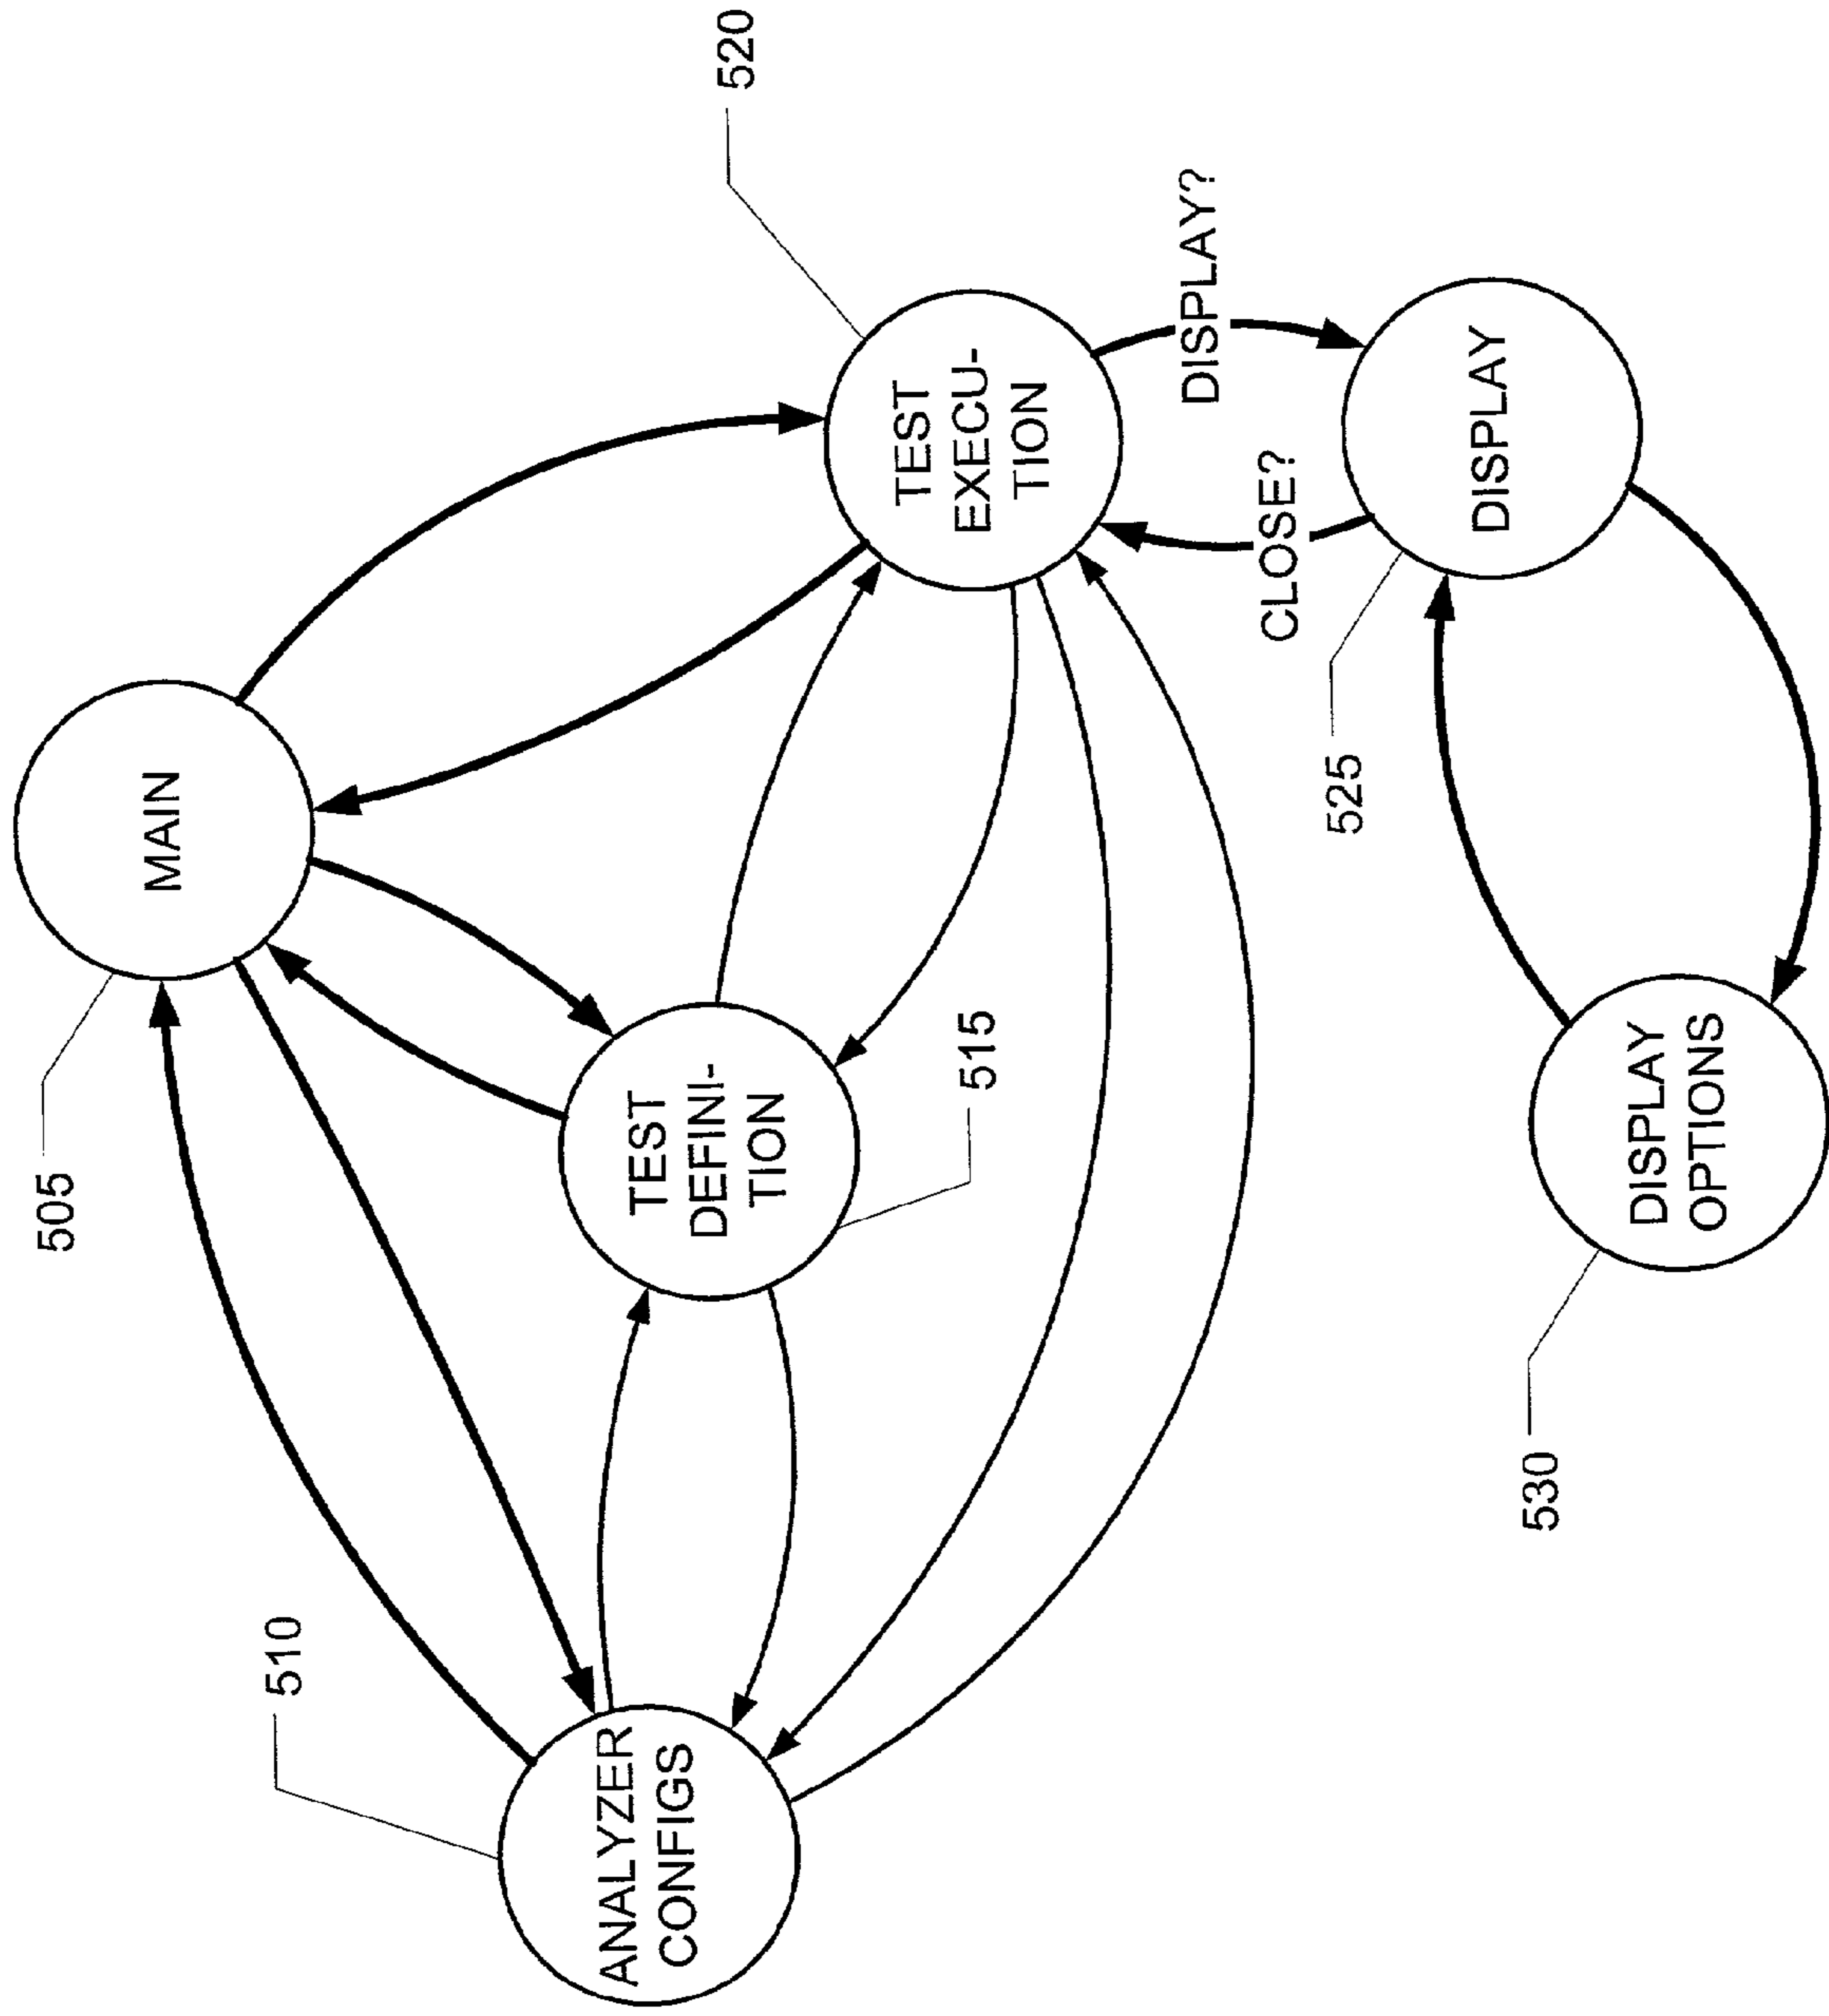 505
MAIN
510
ANALYZER
CONFIGS
TEST
DEFINI-
TION
515
TEST
EXECU-
TION
520
DISPLAY?
CLOSE?
525
DISPLAY
530
DISPLAY
OPTIONS